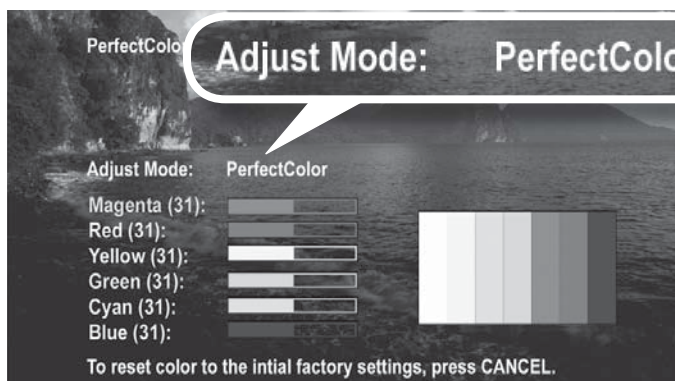 PerfectColo
Adjust Mode: PerfectColo
Adjust Mode: PerfectColor
Magenta (31):
Red (31):
Yellow (31):
Green (31):
Cyan (31):
Blue (31):
To reset color to the intial factory settings, press CANCEL.